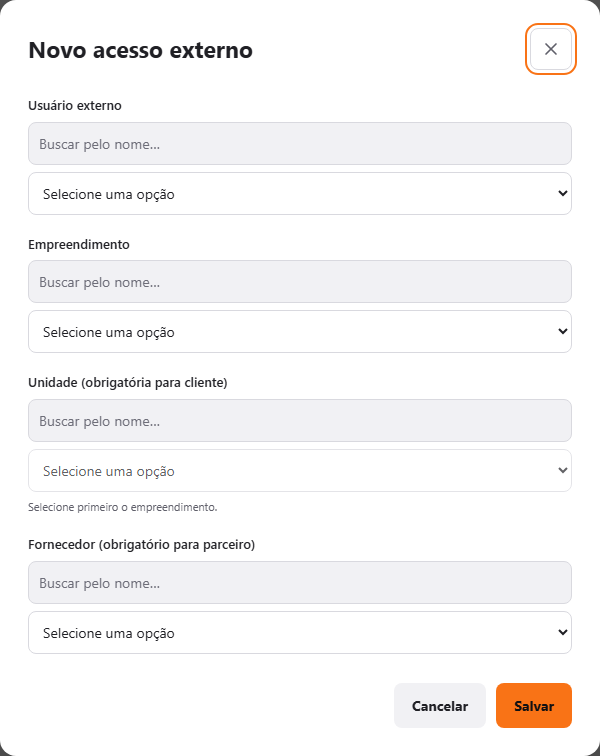 Novo acesso externo
Usuário externo
Buscar pelo nome...
Selecione uma opção
Empreendimento
Buscar pelo nome...
Selecione uma opção
Unidade (obrigatória para cliente)
Buscar pelo nome...
Selecione uma opção
Selecione primeiro o empreendimento.
Fornecedor (obrigatório para parceiro)
Buscar pelo nome...
Selecione uma opção
Cancelar
Salvar